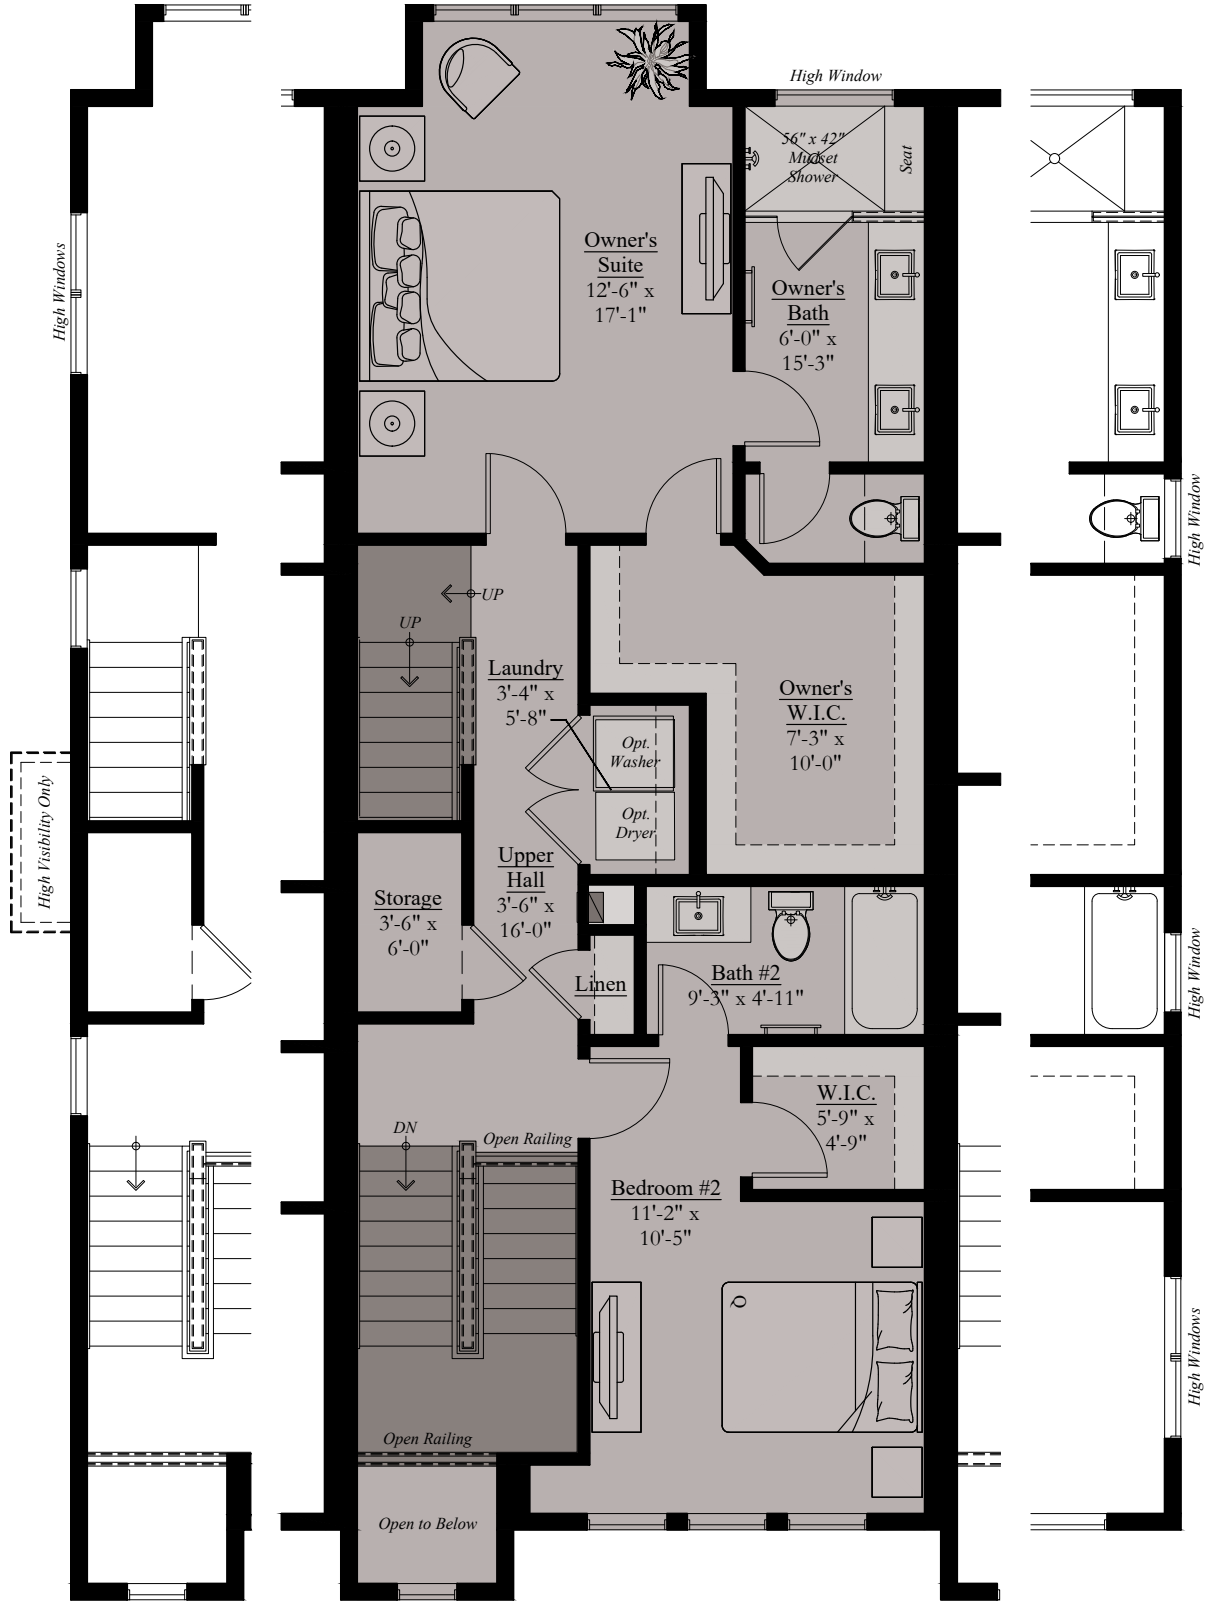 High Window
56" x 42"
Mudset
Shower
Seat
High Windows
Owner's
Suite
12'-6" x
17'-1"
Owner's
Bath
6'-0" x
15'-3"
High Window
UP
UP
Laundry
3'-4" x
5'-8"
Opt.
Washer
Opt.
Dryer
Owner's
W.I.C.
7'-3" x
10'-0"
High Visibility Only
Storage
3'-6" x
6'-0"
Upper
Hall
3'-6" x
16'-0"
Linen
Bath #2
9'-3" x 4'-11"
High Window
DN
Open Railing
W.I.C.
5'-9" x
4'-9"
Bedroom #2
11'-2" x
10'-5"
Q
High Windows
Open Railing
Open to Below